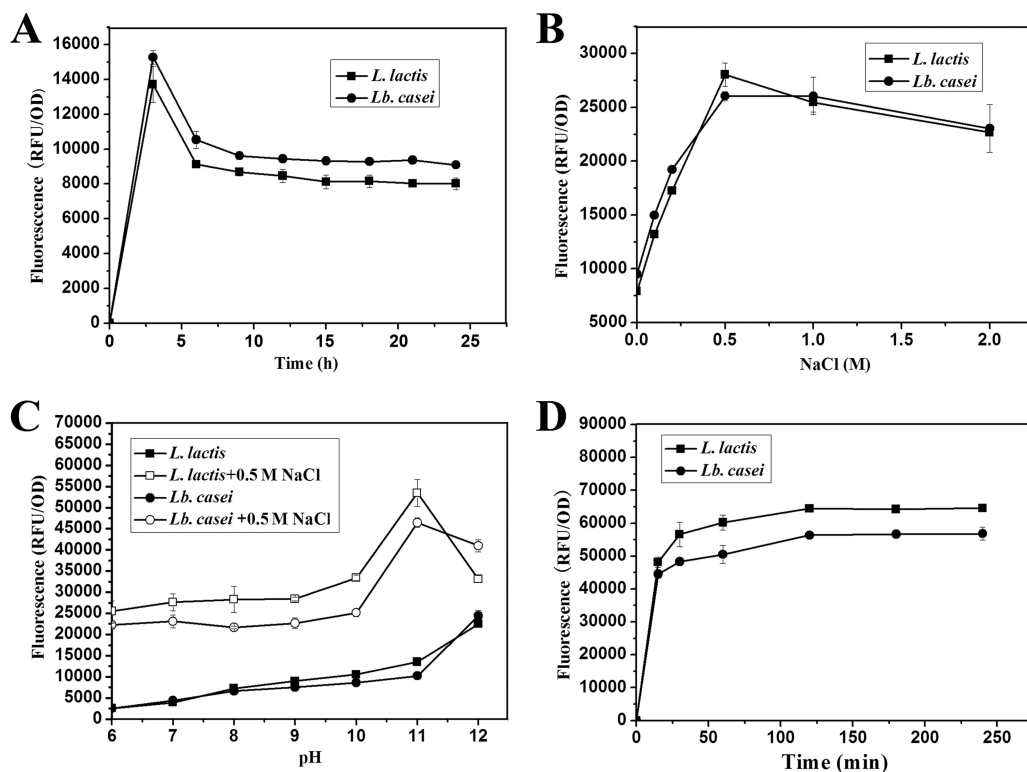 A
Fluoresccence (RFU/OD)
16000
14000
12000
10000
8000
6000
4000
2000
0
0 5 10 15 20 25
Time (h)
L. lactis
Lb. casei
B
Fluorescence (RFU/OD)
30000
25000
20000
15000
10000
5000
0.0 0.5 1.0 1.5 2.0
NaCl (M)
L. lactis
Lb. casei
C
Fluorescence (RFU/OD)
70000
65000
60000
55000
50000
45000
40000
35000
30000
25000
20000
15000
10000
5000
0
6 7 8 9 10 11 12
pH
L. lactis
L. lactis+0.5 M NaCl
Lb. casei
Lb. casei +0.5 M NaCl
D
Fluorescence (RFU/OD)
90000
80000
70000
60000
50000
40000
30000
20000
10000
0
0 50 100 150 200 250
Time (min)
L. lactis
Lb. casei